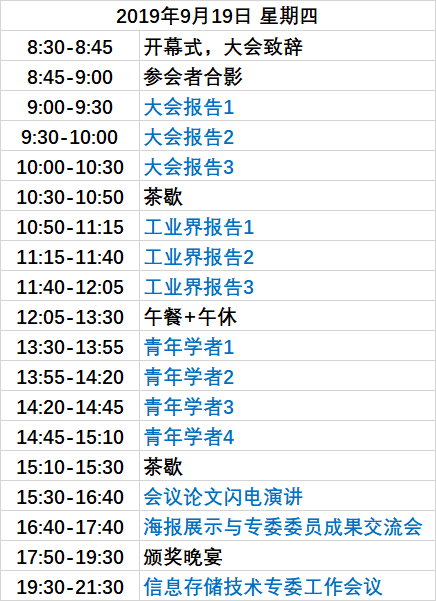 2019年9月19日 星期四
8:30-8:45 开幕式，大会致辞
8:45-9:00 参会者合影
9:00-9:30 大会报告1
9:30-10:00 大会报告2
10:00-10:30 大会报告3
10:30-10:50 茶歇
10:50-11:15 工业界报告1
11:15-11:40 工业界报告2
11:40-12:05 工业界报告3
12:05-13:30 午餐+午休
13:30-13:55 青年学者1
13:55-14:20 青年学者2
14:20-14:45 青年学者3
14:45-15:10 青年学者4
15:10-15:30 茶歇
15:30-16:40 会议论文闪电演讲
16:40-17:40 海报展示与专委委员成果交流会
17:50-19:30 颁奖晚宴
19:30-21:30 信息存储技术专委工作会议